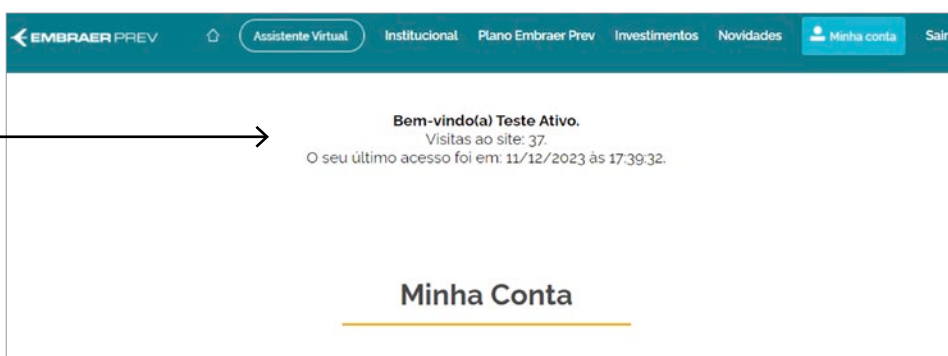 EMBRAER PREV Assistente Virtual Institucional Plano Embraer Prev Investimentos Novidades Minha conta Sair
Bem-vindo(a) Teste Ativo.
Visitas ao site: 37.
O seu último acesso foi em: 11/12/2023 às 17:39:32.
Minha Conta